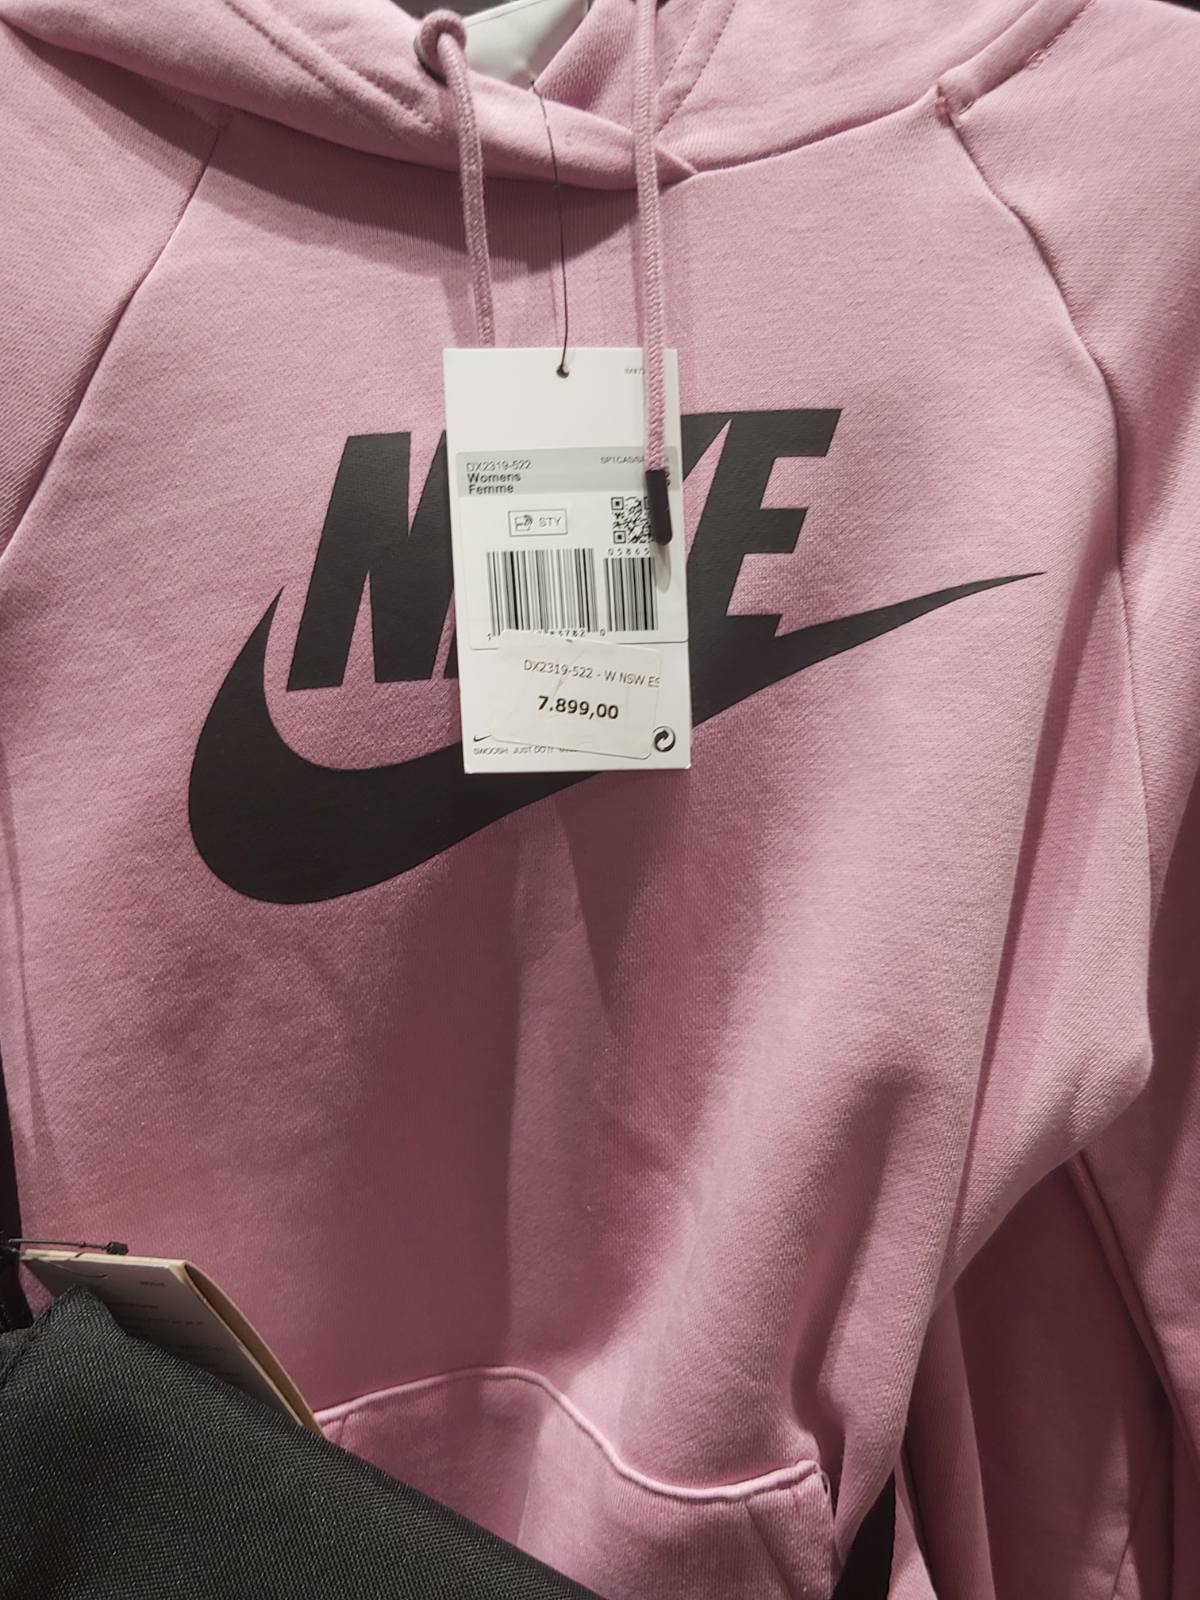 NIKE
DX2319-522
Womens
Femme
STY
DX2319-522 - W NSW ES
7.899,00
SWOOSH JUST DO IT